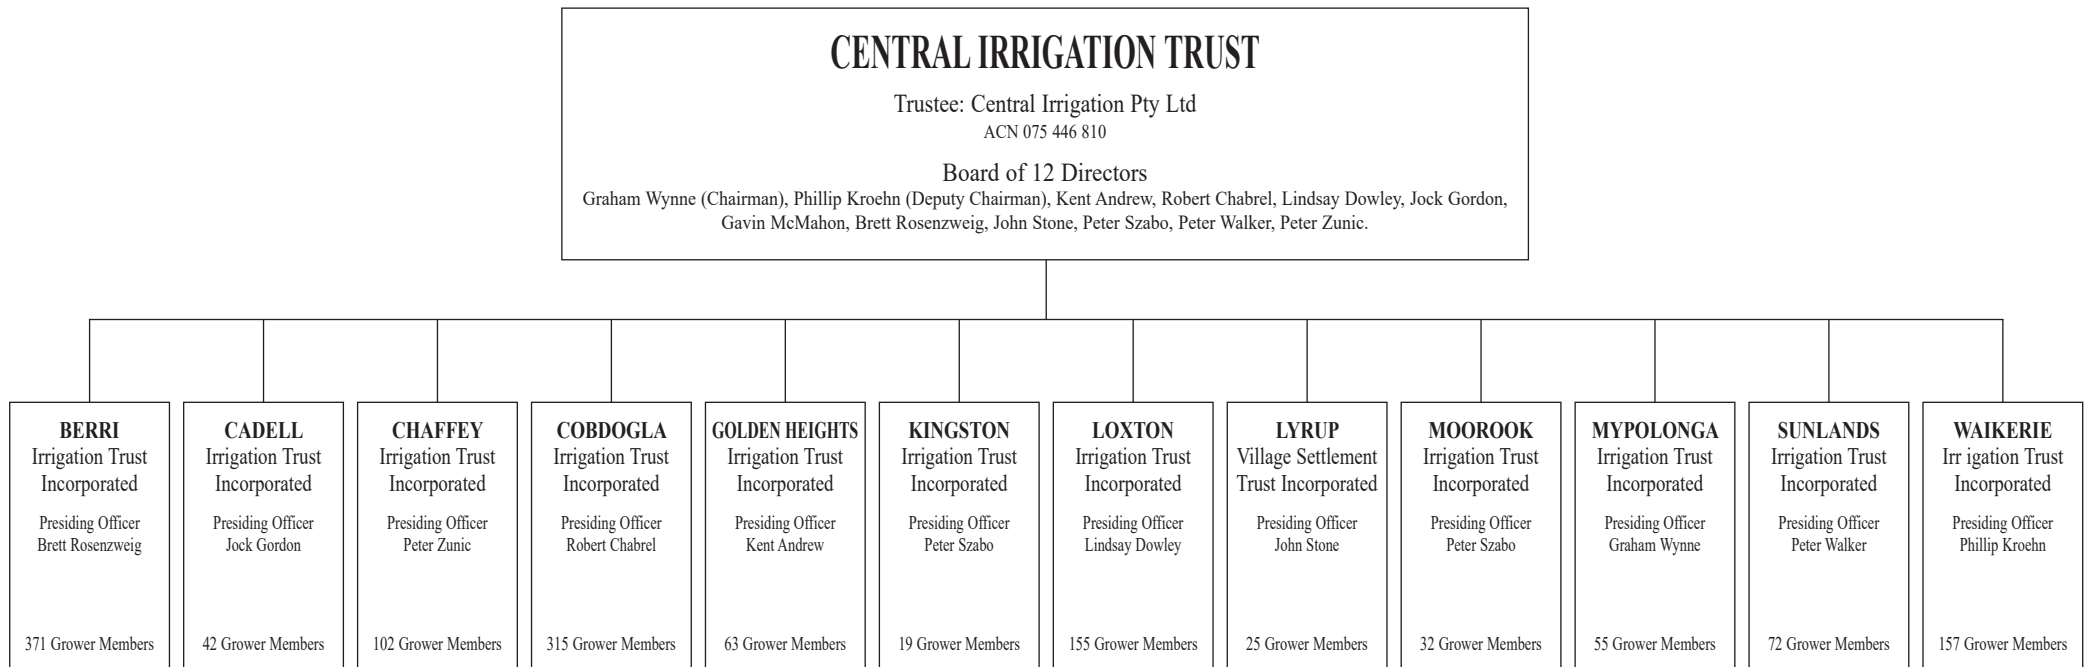 CENTRAL IRRIGATION TRUST
Trustee: Central Irrigation Pty Ltd
ACN 075 446 810
Board of 12 Directors
Graham Wynne (Chairman), Phillip Kroehn (Deputy Chairman), Kent Andrew, Robert Chabrel, Lindsay Dowley, Jock Gordon,
Gavin McMahon, Brett Rosenzweig, John Stone, Peter Szabo, Peter Walker, Peter Zunic.
BERRI
Irrigation Trust
Incorporated
Presiding Officer
Brett Rosenzweig
371 Grower Members
CADELL
Irrigation Trust
Incorporated
Presiding Officer
Jock Gordon
42 Grower Members
CHAFFEY
Irrigation Trust
Incorporated
Presiding Officer
Peter Zunic
102 Grower Members
COBDOGLA
Irrigation Trust
Incorporated
Presiding Officer
Robert Chabrel
315 Grower Members
GOLDEN HEIGHTS
Irrigation Trust
Incorporated
Presiding Officer
Kent Andrew
63 Grower Members
KINGSTON
Irrigation Trust
Incorporated
Presiding Officer
Peter Szabo
19 Grower Members
LOXTON
Irrigation Trust
Incorporated
Presiding Officer
Lindsay Dowley
155 Grower Members
LYRUP
Village Settlement
Trust Incorporated
Presiding Officer
John Stone
25 Grower Members
MOOROOK
Irrigation Trust
Incorporated
Presiding Officer
Peter Szabo
32 Grower Members
MYPOLONGA
Irrigation Trust
Incorporated
Presiding Officer
Graham Wynne
55 Grower Members
SUNLANDS
Irrigation Trust
Incorporated
Presiding Officer
Peter Walker
72 Grower Members
WAIKERIE
Irr igation Trust
Incorporated
Presiding Officer
Phillip Kroehn
157 Grower Members